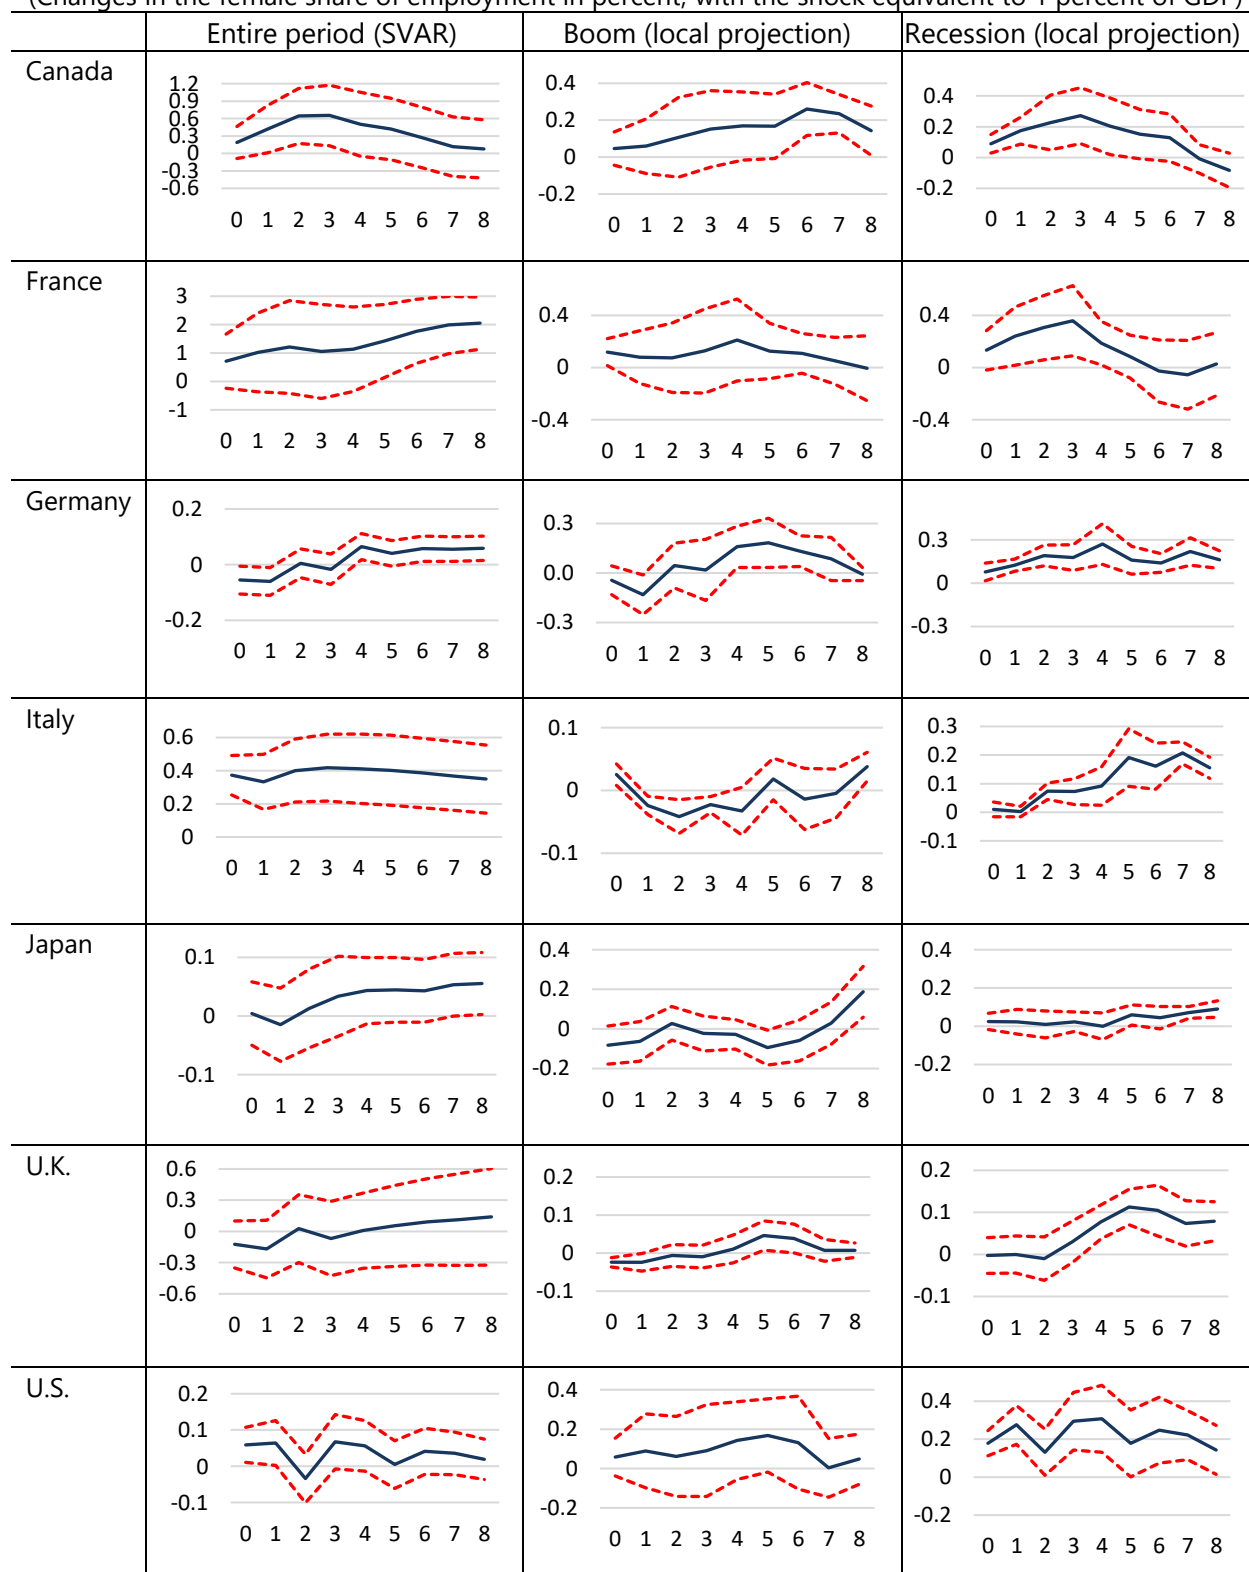 (Changes in the female share of employment in percent, with the shock equivalent to 1 percent of GDP)
Entire period (SVAR) Boom (local projection) Recession (local projection)
Canada
1.2
0.9
0.6
0.3
0
-0.3
-0.6
0 1 2 3 4 5 6 7 8
0.4
0.2
0
-0.2
0 1 2 3 4 5 6 7 8
0.4
0.2
0
-0.2
0 1 2 3 4 5 6 7 8
France
3
2
1
0
-1
0 1 2 3 4 5 6 7 8
0.4
0
-0.4
0 1 2 3 4 5 6 7 8
0.4
0
-0.4
0 1 2 3 4 5 6 7 8
Germany
0.2
0
-0.2
0 1 2 3 4 5 6 7 8
0.3
0.0
-0.3
0 1 2 3 4 5 6 7 8
0.3
0
-0.3
0 1 2 3 4 5 6 7 8
Italy
0.6
0.4
0.2
0
0 1 2 3 4 5 6 7 8
0.1
0
-0.1
0 1 2 3 4 5 6 7 8
0.3
0.2
0.1
0
-0.1
0 1 2 3 4 5 6 7 8
Japan
0.1
0
-0.1
0 1 2 3 4 5 6 7 8
0.4
0.2
0
-0.2
0 1 2 3 4 5 6 7 8
0.4
0.2
0
-0.2
0 1 2 3 4 5 6 7 8
U.K.
0.6
0.3
0
-0.3
-0.6
0 1 2 3 4 5 6 7 8
0.2
0.1
0
-0.1
0 1 2 3 4 5 6 7 8
0.2
0.1
0
-0.1
0 1 2 3 4 5 6 7 8
U.S.
0.2
0.1
0
-0.1
0 1 2 3 4 5 6 7 8
0.4
0.2
0
-0.2
0 1 2 3 4 5 6 7 8
0.4
0.2
0
-0.2
0 1 2 3 4 5 6 7 8